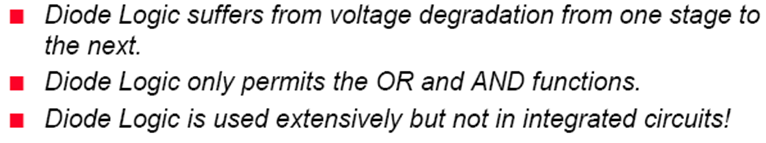 Diode Logic suffers from voltage degradation from one stage to
the next.
Diode Logic only permits the OR and AND functions.
Diode Logic is used extensively but not in integrated circuits!